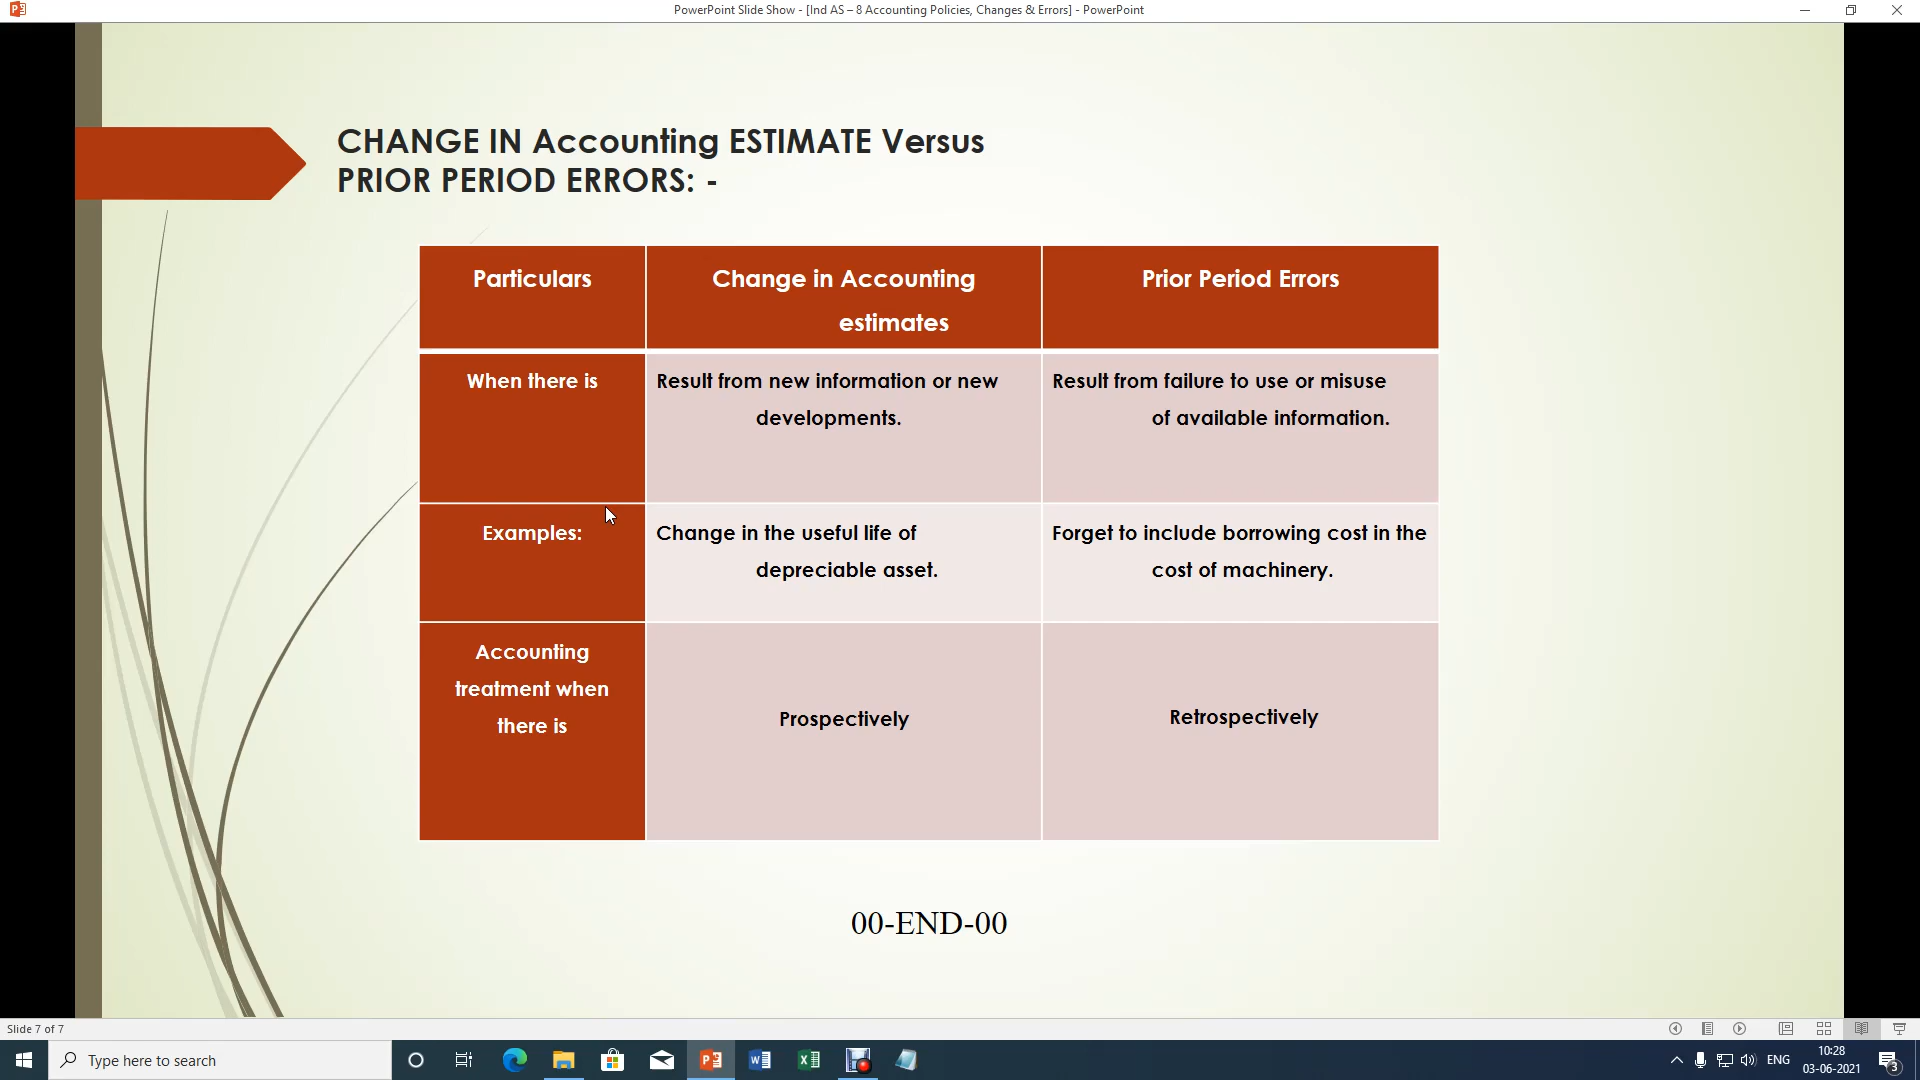 PowerPoint Slide Show - [Ind AS – 8 Accounting Policies, Changes & Errors] - PowerPoint
CHANGE IN Accounting ESTIMATE Versus
PRIOR PERIOD ERRORS: -
Particulars
Change in Accounting
estimates
Prior Period Errors
When there is
Result from new information or new
developments.
Result from failure to use or misuse
of available information.
Examples:
Change in the useful life of
depreciable asset.
Forget to include borrowing cost in the
cost of machinery.
Accounting
treatment when
there is
Prospectively
Retrospectively
00-END-00
Slide 7 of 7
Type here to search
ENG
10:28
03-06-2021
3